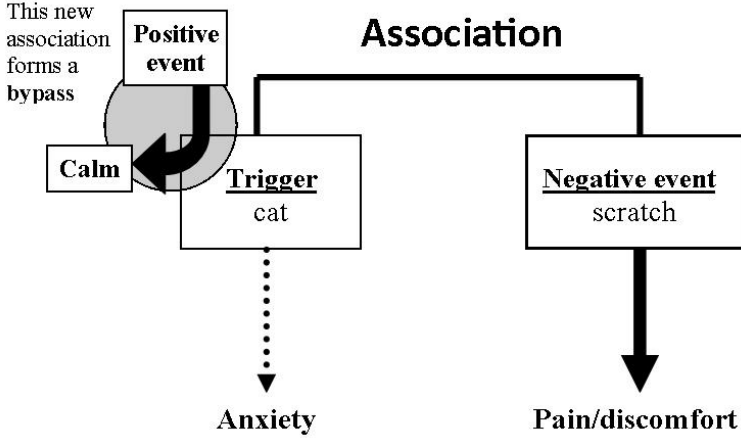 This new
association
forms a
bypass
Positive
event
Association
Calm
Trigger
cat
Negative event
scratch
Anxiety
Pain/discomfort